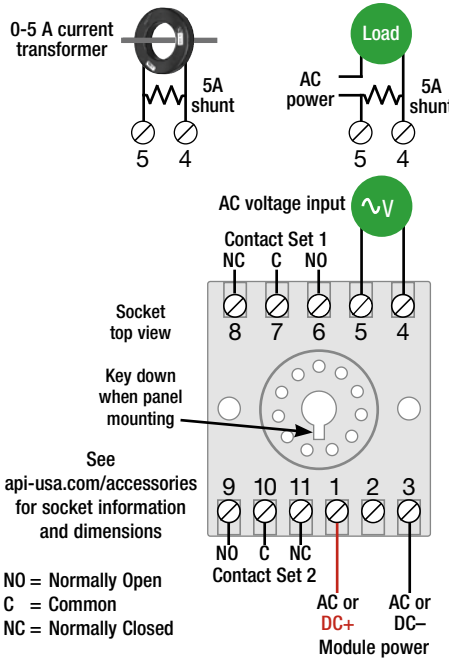 0-5 A current
transformer
5A
shunt
5 4
Load
AC
power
5A
shunt
5 4
AC voltage input
V
Contact Set 1
NC C NO
8 7 6 5 4
Socket
top view
Key down
when panel
mounting
See
api-usa.com/accessories
for socket information
and dimensions
9 10 11 1 2 3
NO C NC
Contact Set 2
NO = Normally Open
C = Common
NC = Normally Closed
AC or
DC+
AC or
DC–
Module power